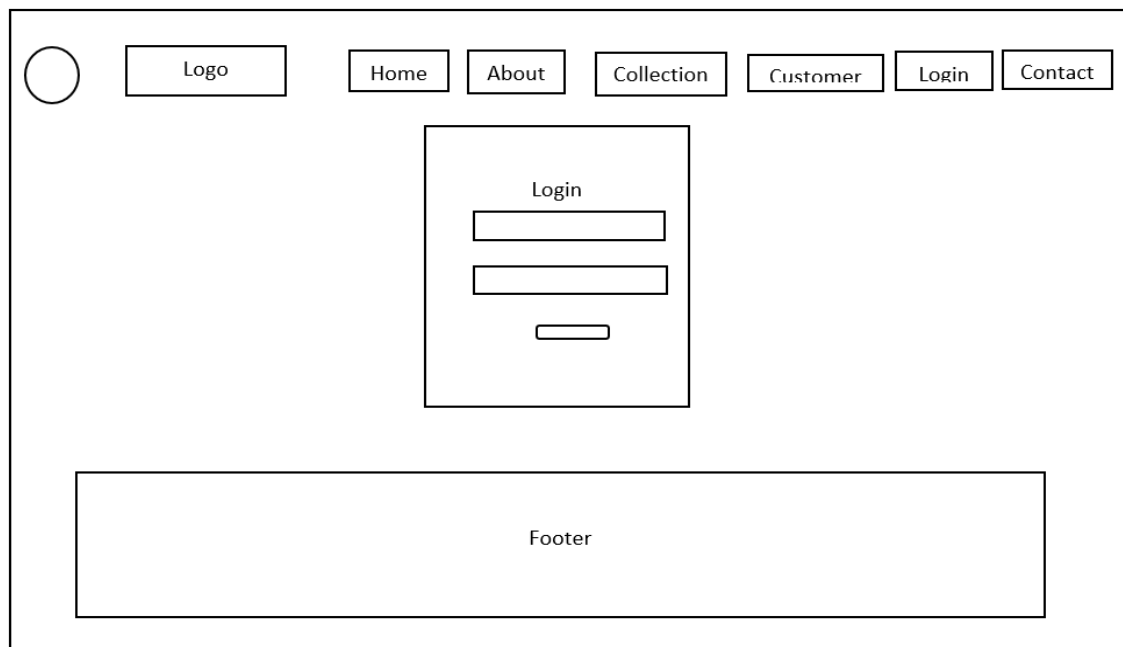 Logo
Home
About
Collection
Customer
Login
Contact
Login
Footer